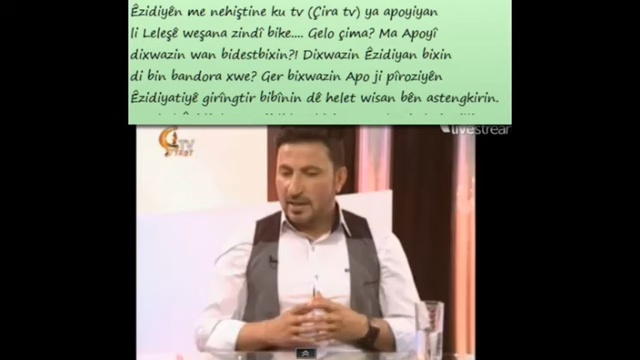 Êzidiyên me nehiştine ku tv (Çira tv) ya apoyiyan
li Leleşê weşana zindî bike.... Gelo çima? Ma Apoyî
dixwazin wan bidestbixin?! Dixwazin Êzidiyan bixin
di bin bandora xwe? Ger bixwazin Apo ji pîroziyên
Êzidiyatiyê girîngtir bibînin dê helet wisan bên astengkirin.
livestream
TV